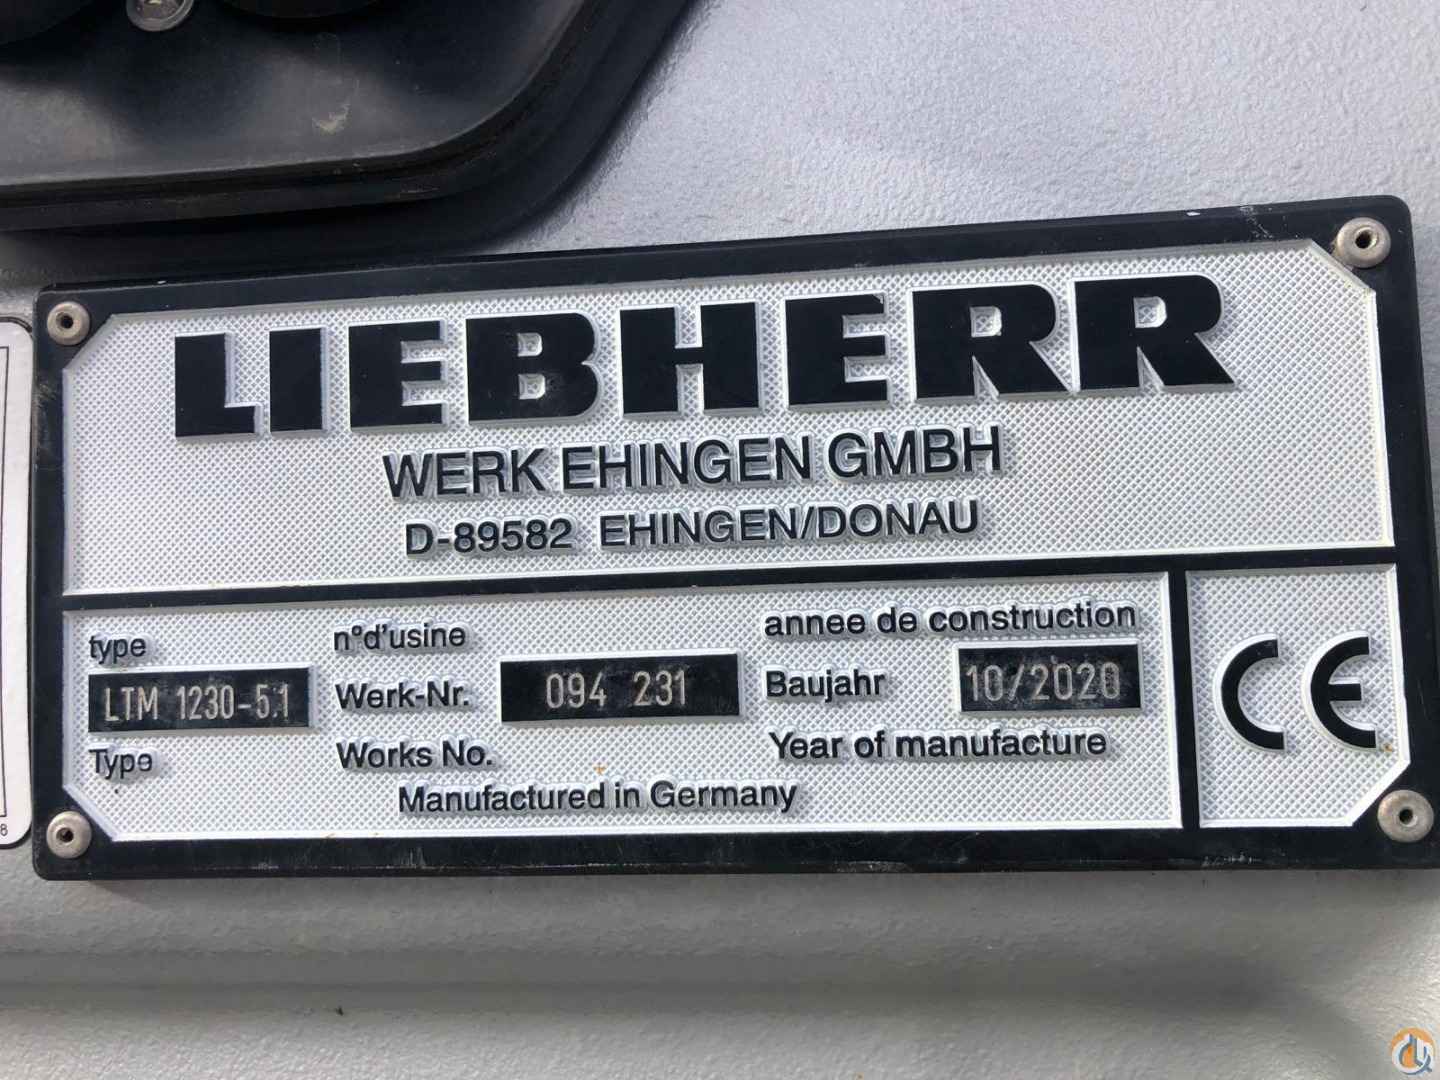 LIEBHERR
WERK EHINGEN GMBH
D-89582 EHINGEN/DONAU
type
LTM 1230-5.1
Type
n°d'usine
Werk-Nr. 094 231
Works No.
annee de construction
Baujahr 10/2020
Year of manufacture
Manufactured in Germany
CE
8